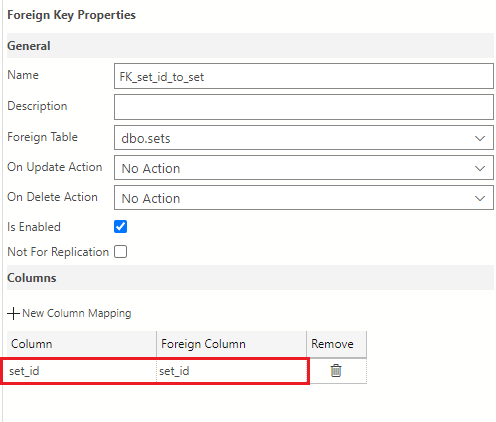 Foreign Key Properties
General
Name FK_set_id_to_set
Description
Foreign Table dbo.sets
On Update Action No Action
On Delete Action No Action
Is Enabled
Not For Replication
Columns
New Column Mapping
Column Foreign Column Remove
set_id set_id